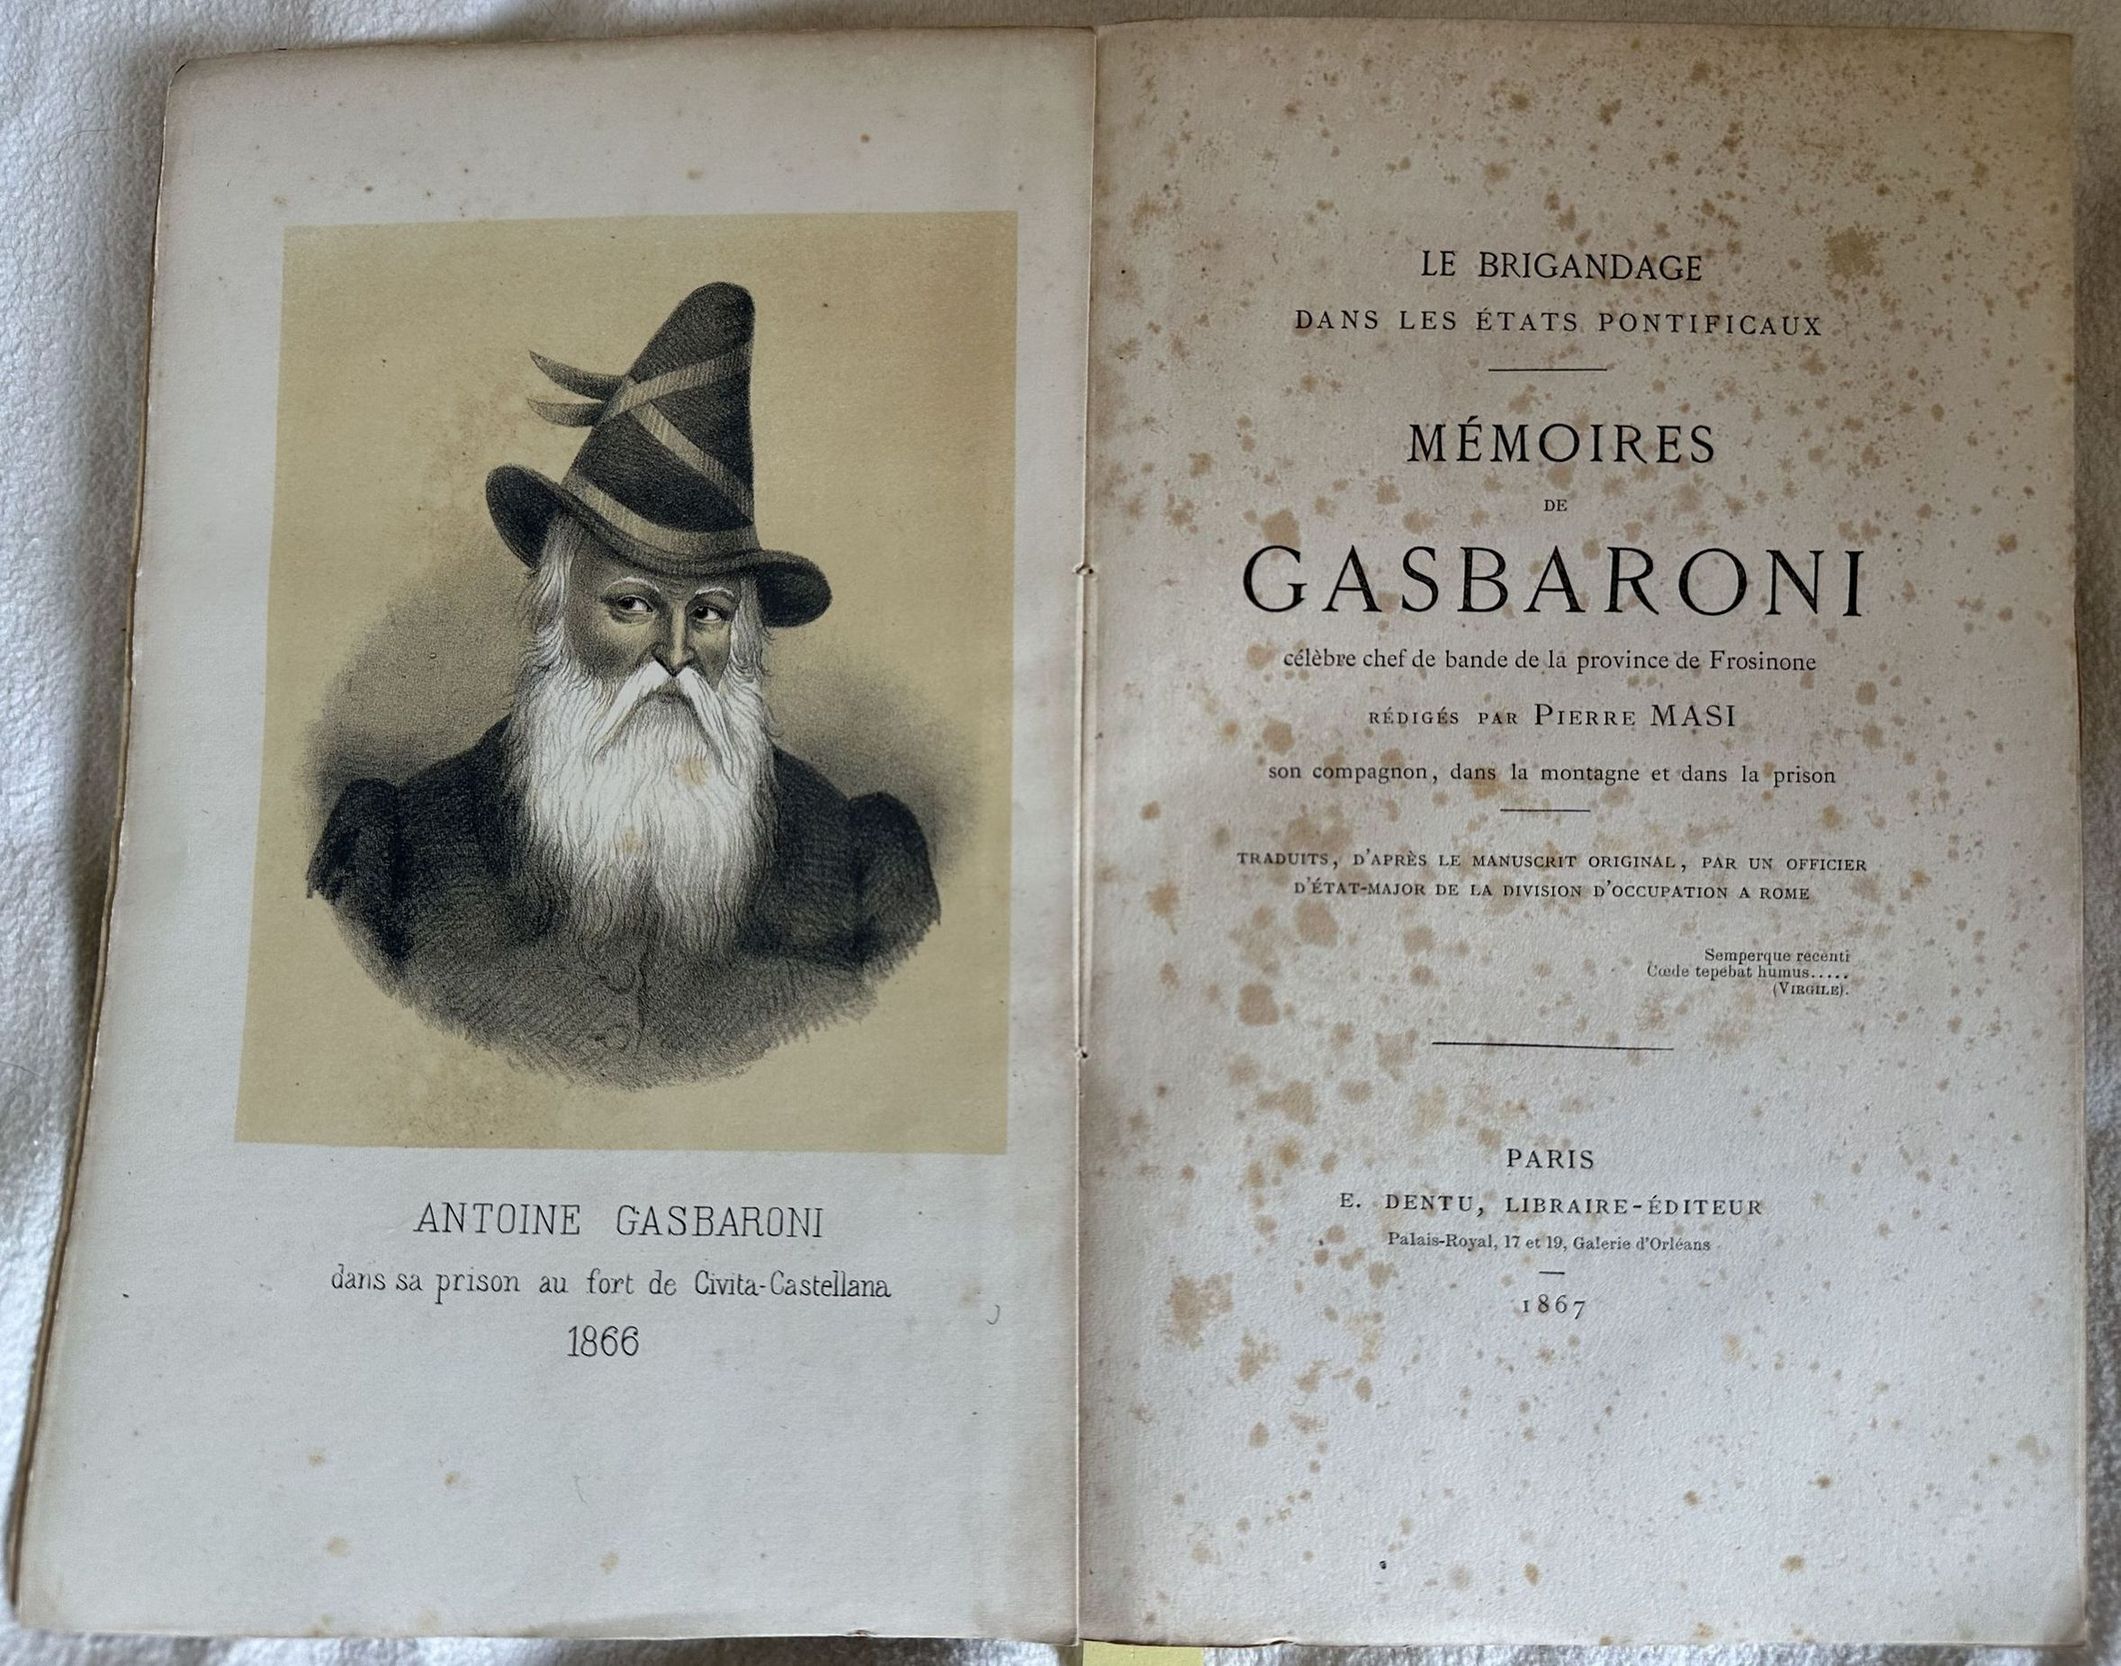 ANTOINE GASBARONI
dans sa prison au fort de Civita-Castellana
1866
LE BRIGANDAGE
DANS LES ÉTATS PONTIFICAUX
MÉMOIRES
DE
GASBARONI
célèbre chef de bande de la province de Frosinone
RÉDIGÉS PAR PIERRE MASI
son compagnon, dans la montagne et dans la prison
TRADUITS, D'APRÈS LE MANUSCRIT ORIGINAL, PAR UN OFFICIER
D'ÉTAT-MAJOR DE LA DIVISION D'OCCUPATION A ROME
Semperque recenti
Cœde tepebat humus.....
(VIRGILE).
PARIS
E. DENTU, LIBRAIRE-ÉDITEUR
Palais-Royal, 17 et 19, Galerie d'Orléans
1867